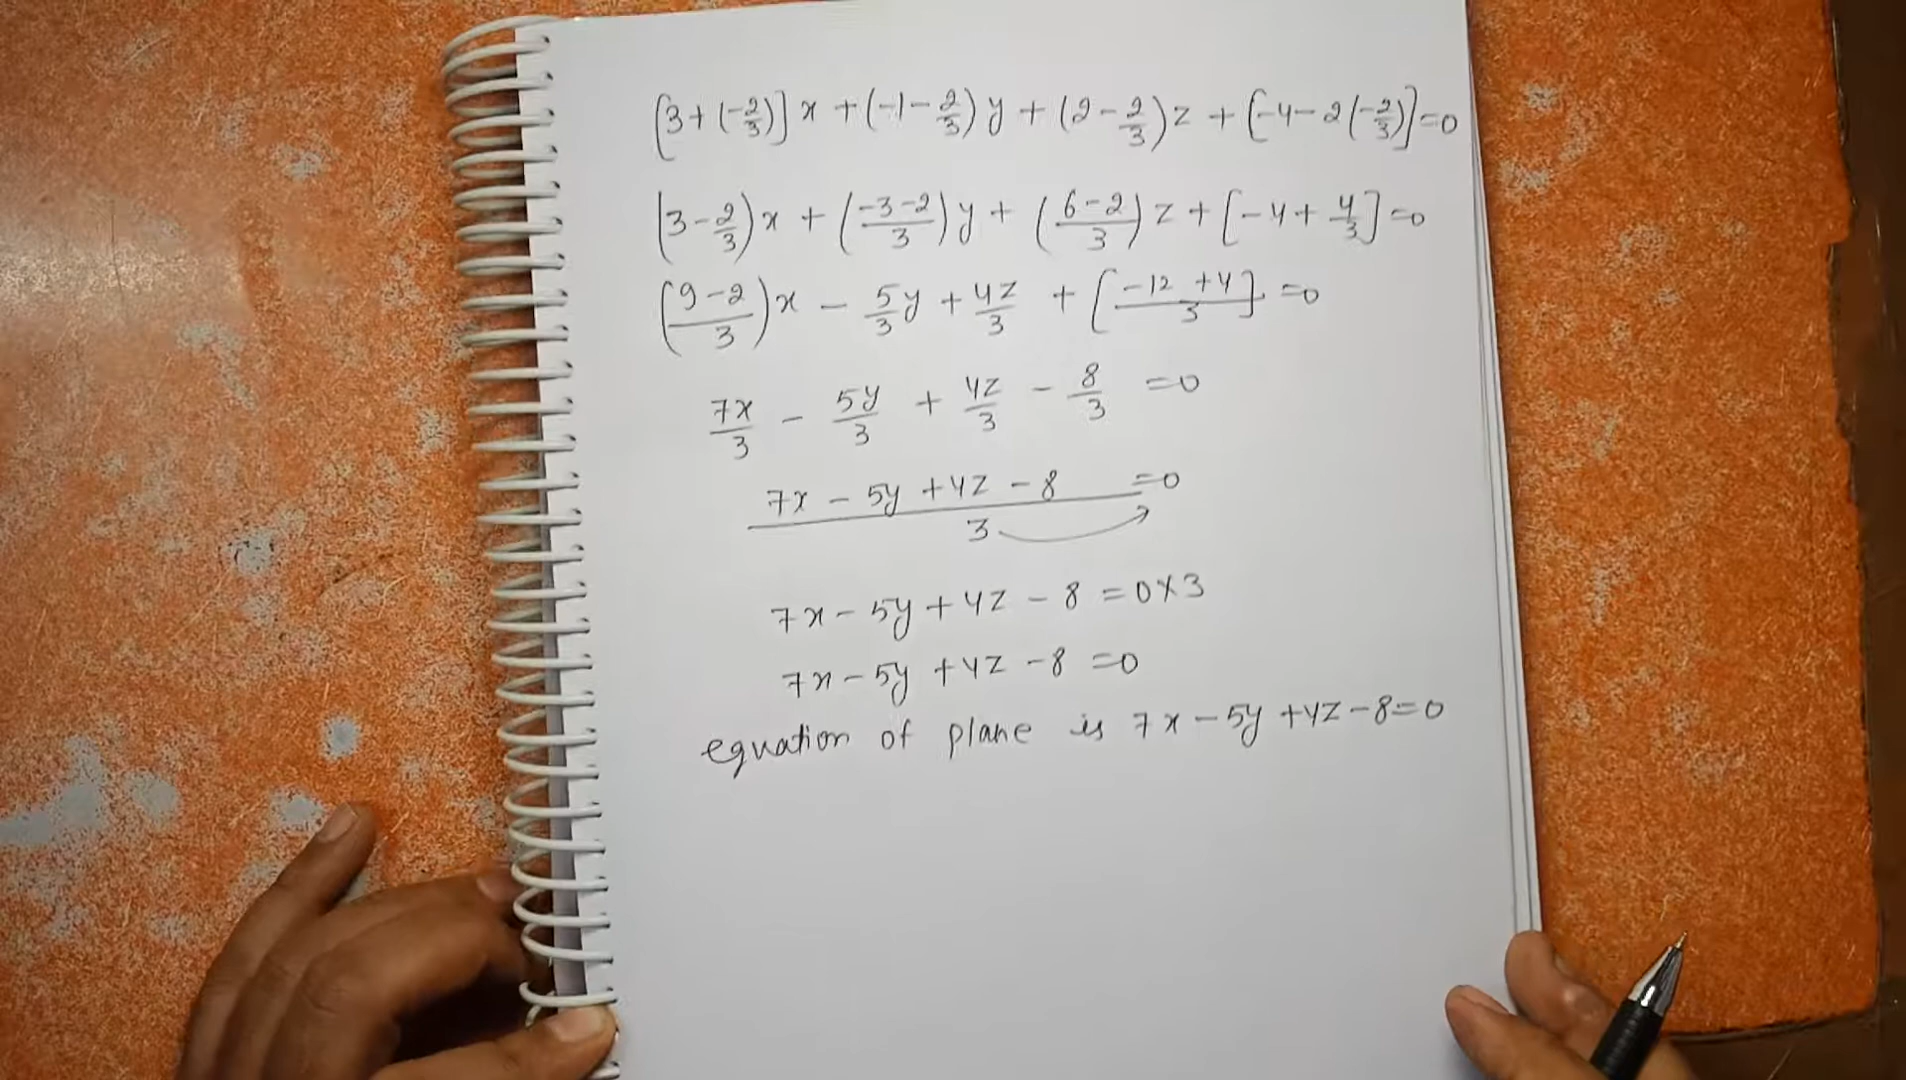 [3+(-2/3)]x+(-1-2/3)y+(2-2/3)z+[-4-2(-2/3)]=0
(3-2/3)x+(-3-2/3)y+(6-2/3)z+[-4+4/3]=0
(9-2/3)x-5/3y+4z/3+[-12+4/3]=0
7x/3-5y/3+4z/3-8/3=0
7x-5y+4z-8/3=0
7x-5y+4z-8=0×3
7x-5y+4z-8=0
equation of plane is 7x-5y+4z-8=0